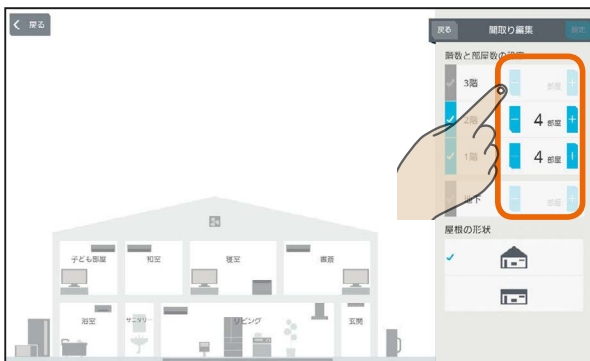 戻る
戻る 間取り編集 設定
階数と部屋数の設定
3階 部屋
2階 4 部屋
1階 4 部屋
地下 部屋
屋根の形状
子ども部屋 和室 寝室 書斎
浴室 サニタリー リビング 玄関